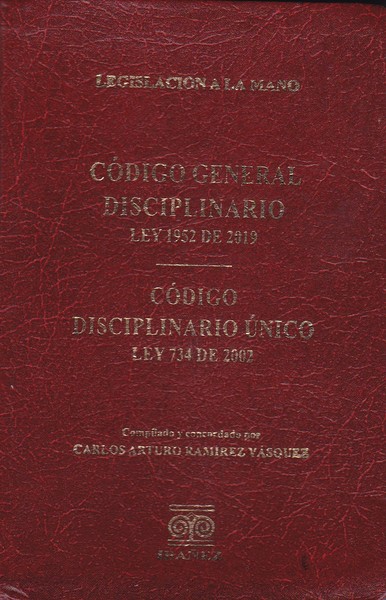 LEGISLACION A LA MANO
CÓDIGO GENERAL
DISCIPLINARIO
LEY 1952 DE 2019
CÓDIGO
DISCIPLINARIO ÚNICO
LEY 734 DE 2002
Compilado y concordado por
CARLOS ARTURO RAMÍREZ VÁSQUEZ